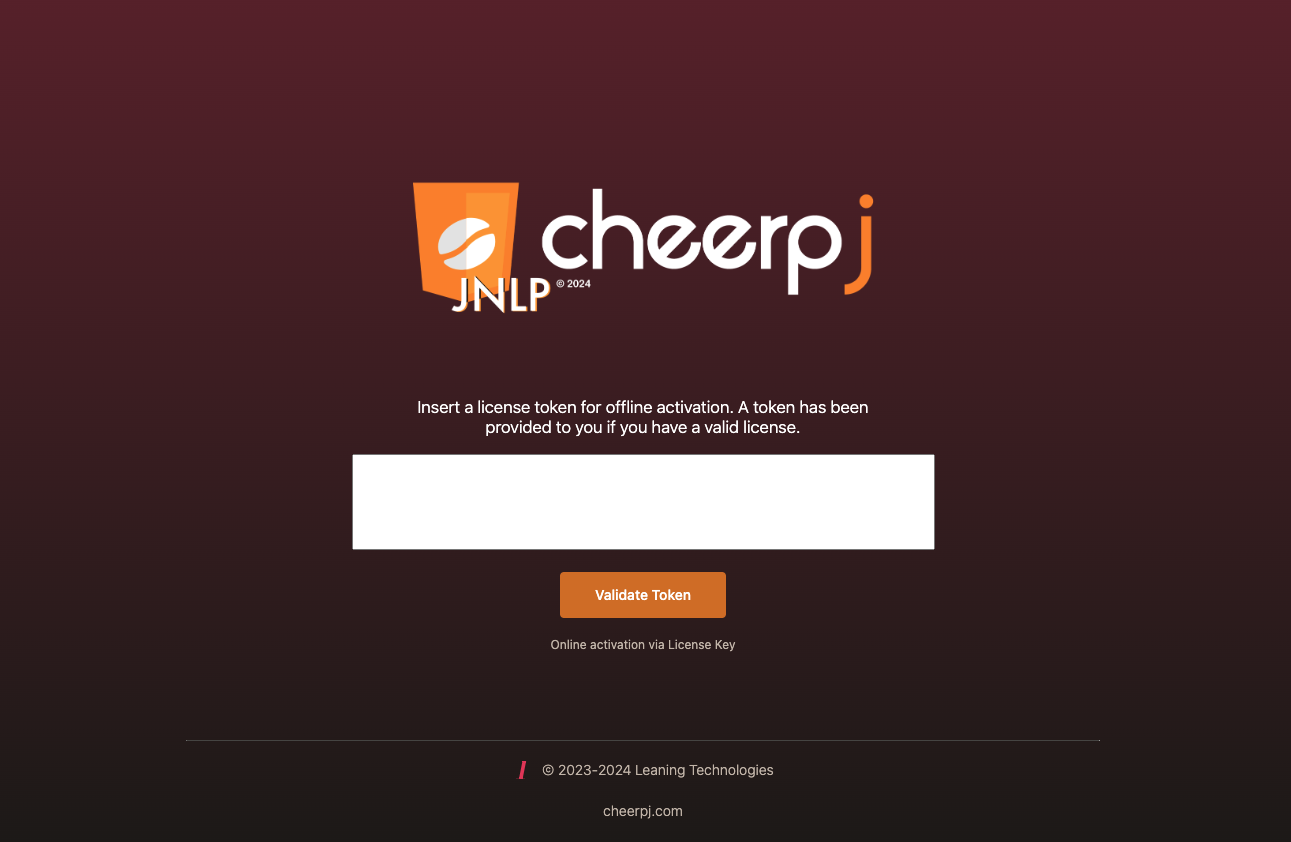 cheerpj
JNLP © 2024
Insert a license token for offline activation. A token has been
provided to you if you have a valid license.
Validate Token
Online activation via License Key
© 2023-2024 Leaning Technologies
cheerpj.com